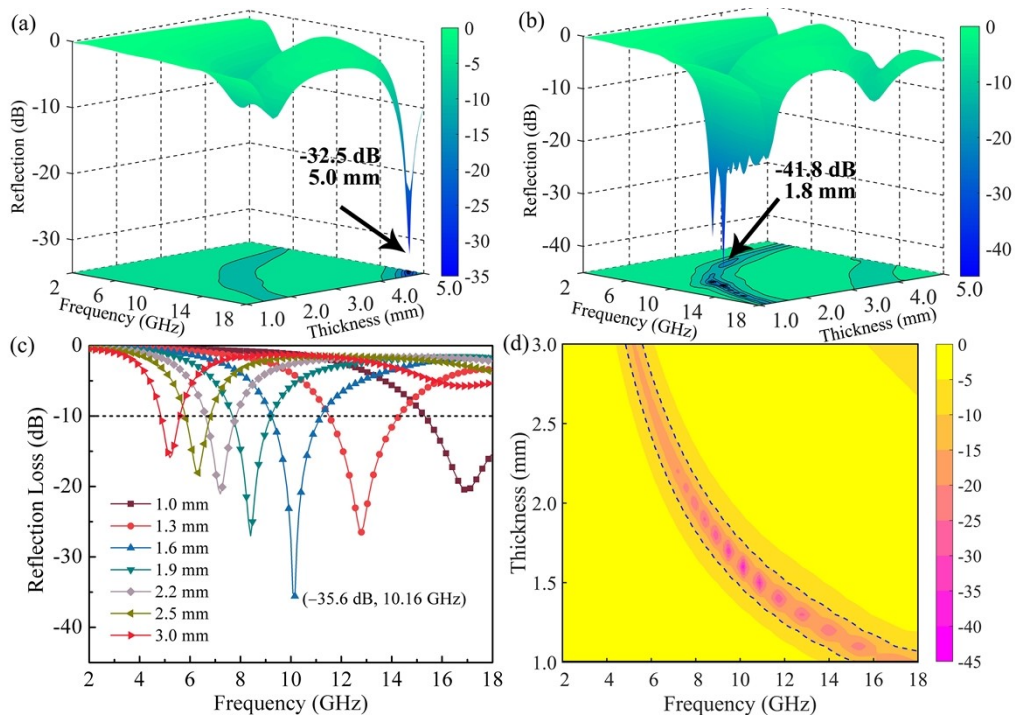 (a)
0
-10
-20
-30
Reflection (dB)
-32.5 dB
5.0 mm
2
6
10
14
18
Frequency (GHz)
1.0
2.0
3.0
4.0
5.0
Thickness (mm)
0
-5
-10
-15
-20
-25
-30
-35
(b)
0
-10
-20
-30
-40
Reflection (dB)
-41.8 dB
1.8 mm
2
6
10
14
18
Frequency (GHz)
1.0
2.0
3.0
4.0
5.0
Thickness (mm)
0
-10
-20
-30
-40
(c)
0
-10
-20
-30
-40
Reflection Loss (dB)
1.0 mm
1.3 mm
1.6 mm
1.9 mm
2.2 mm
2.5 mm
3.0 mm
(−35.6 dB, 10.16 GHz)
2 4 6 8 10 12 14 16 18
Frequency (GHz)
(d)
3.0
2.5
2.0
1.5
1.0
Thickness (mm)
2 4 6 8 10 12 14 16 18
Frequency (GHz)
0
-5
-10
-15
-20
-25
-30
-35
-40
-45